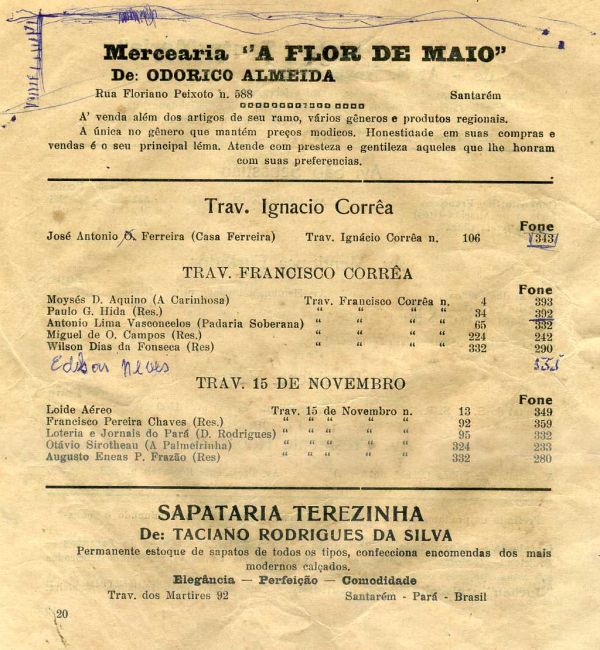 Mercearia "A FLOR DE MAIO"
De: ODORICO ALMEIDA
Rua Floriano Peixoto n. 588 Santarém
A' venda além dos artigos de seu ramo, vários gêneros e produtos regionais.
A única no gênero que mantém preços modicos. Honestidade em suas compras e
vendas é o seu principal léma. Atende com presteza e gentileza aqueles que lhe honram
com suas preferencias.
Trav. Ignacio Corrêa
Fone
José Antonio O. Ferreira (Casa Ferreira) Trav. Ignácio Corrêa n. 106 343
TRAV. FRANCISCO CORRÊA
Fone
Moysés D. Aquino (A Carinhosa) Trav. Francisco Corrêa n. 4 393
Paulo G. Hida (Res.) " " " " 34 392
Antonio Lima Vasconcelos (Padaria Soberana) " " " " 65 332
Miguel de O. Campos (Res.) " " " " 224 242
Wilson Dias da Fonseca (Res) " " " " 332 290
Edison Neves
TRAV. 15 DE NOVEMBRO
Fone
Loide Aéreo Trav. 15 de Novembro n. 13 349
Francisco Pereira Chaves (Res.) " " " " 92 359
Loteria e Jornais do Pará (D. Rodrigues) " " " " 95 332
Otávio Sirotheau (A Palmeirinha) " " " " 324 233
Augusto Eneas P. Frazão (Res) " " " " 332 280
SAPATARIA TEREZINHA
De: TACIANO RODRIGUES DA SILVA
Permanente estoque de sapatos de todos os tipos, confecciona encomendas dos mais
modernos calçados.
Elegância — Perfeição — Comodidade
Trav. dos Martires 92 Santarém - Pará - Brasil
20